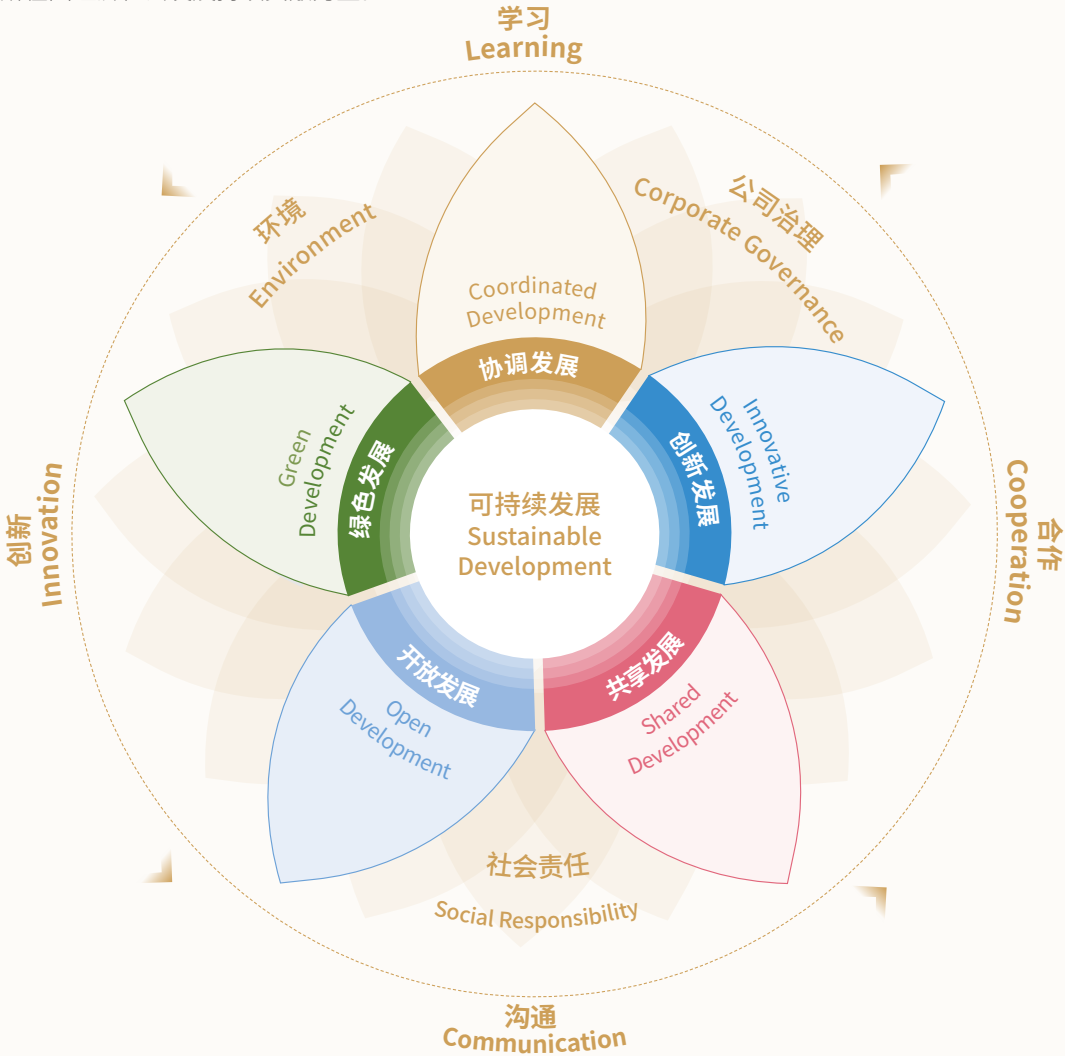 学习
Learning
环境
Environment
公司治理
Corporate Governance
Coordinated
Development
协调发展
Green
Development
绿色发展
创新发展
Innovative
Development
创新
Innovation
可持续发展
Sustainable
Development
合作
Cooperation
开放发展
Open
Development
共享发展
Shared
Development
社会责任
Social Responsibility
沟通
Communication